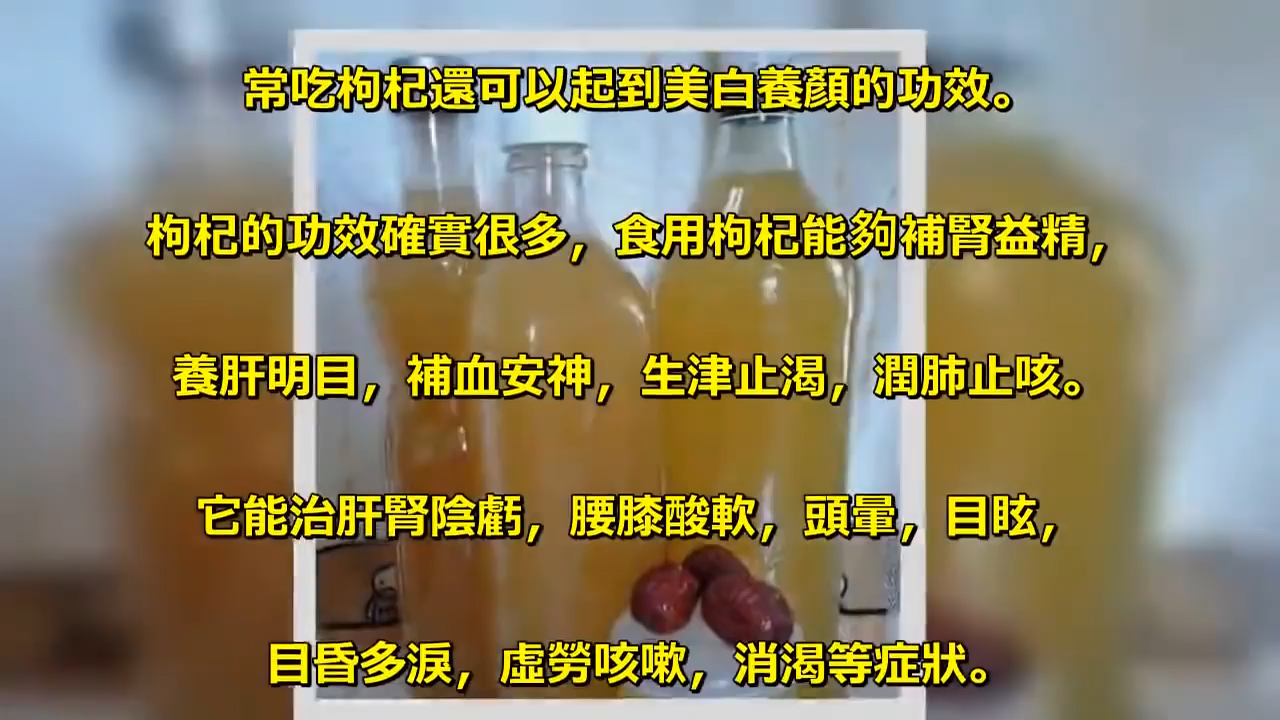 常吃枸杞還可以起到美白養顏的功效。
枸杞的功效確實很多，食用枸杞能夠補腎益精，
養肝明目，補血安神，生津止渴，潤肺止咳。
它能治肝腎陰虧，腰膝酸軟，頭暈，目眩，
目昏多淚，虛勞咳嗽，消渴等症狀。